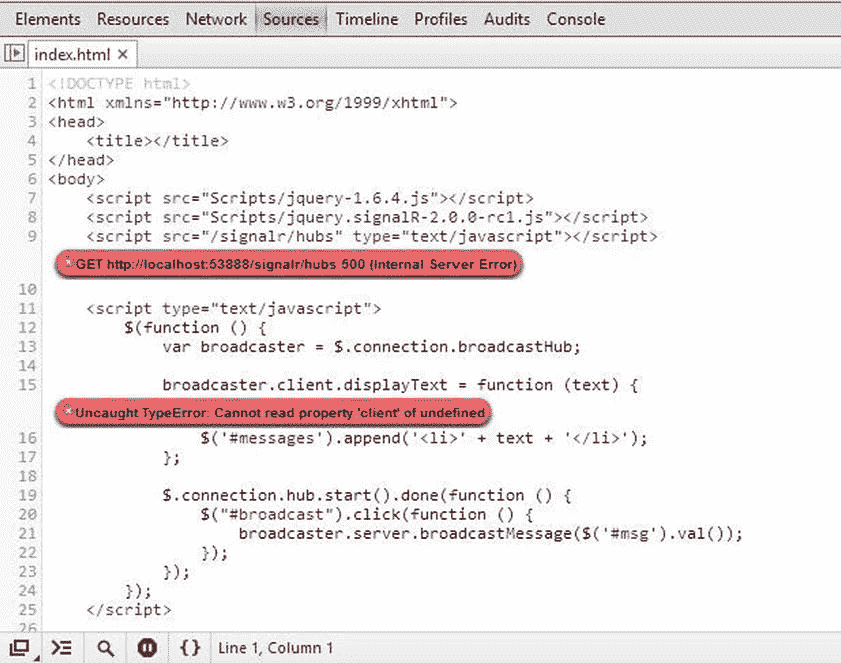 Elements Resources Network Sources Timeline Profiles Audits Console
index.html ×
1 <!DOCTYPE html>
2 <html xmlns="http://www.w3.org/1999/xhtml">
3 <head>
4     <title></title>
5 </head>
6 <body>
7     <script src="Scripts/jquery-1.6.4.js"></script>
8     <script src="Scripts/jquery.signalR-2.0.0-rc1.js"></script>
9     <script src="/signalr/hubs" type="text/javascript"></script>
GET http://localhost:53888/signalr/hubs 500 (Internal Server Error)
10
11     <script type="text/javascript">
12         $(function () {
13             var broadcaster = $.connection.broadcastHub;
14
15             broadcaster.client.displayText = function (text) {
Uncaught TypeError: Cannot read property 'client' of undefined
16                 $('#messages').append('<li>' + text + '</li>');
17             };
18
19             $.connection.hub.start().done(function () {
20                 $("#broadcast").click(function () {
21                     broadcaster.server.broadcastMessage($('#msg').val());
22                 });
23             });
24         });
25     </script>
26
{} Line 1, Column 1